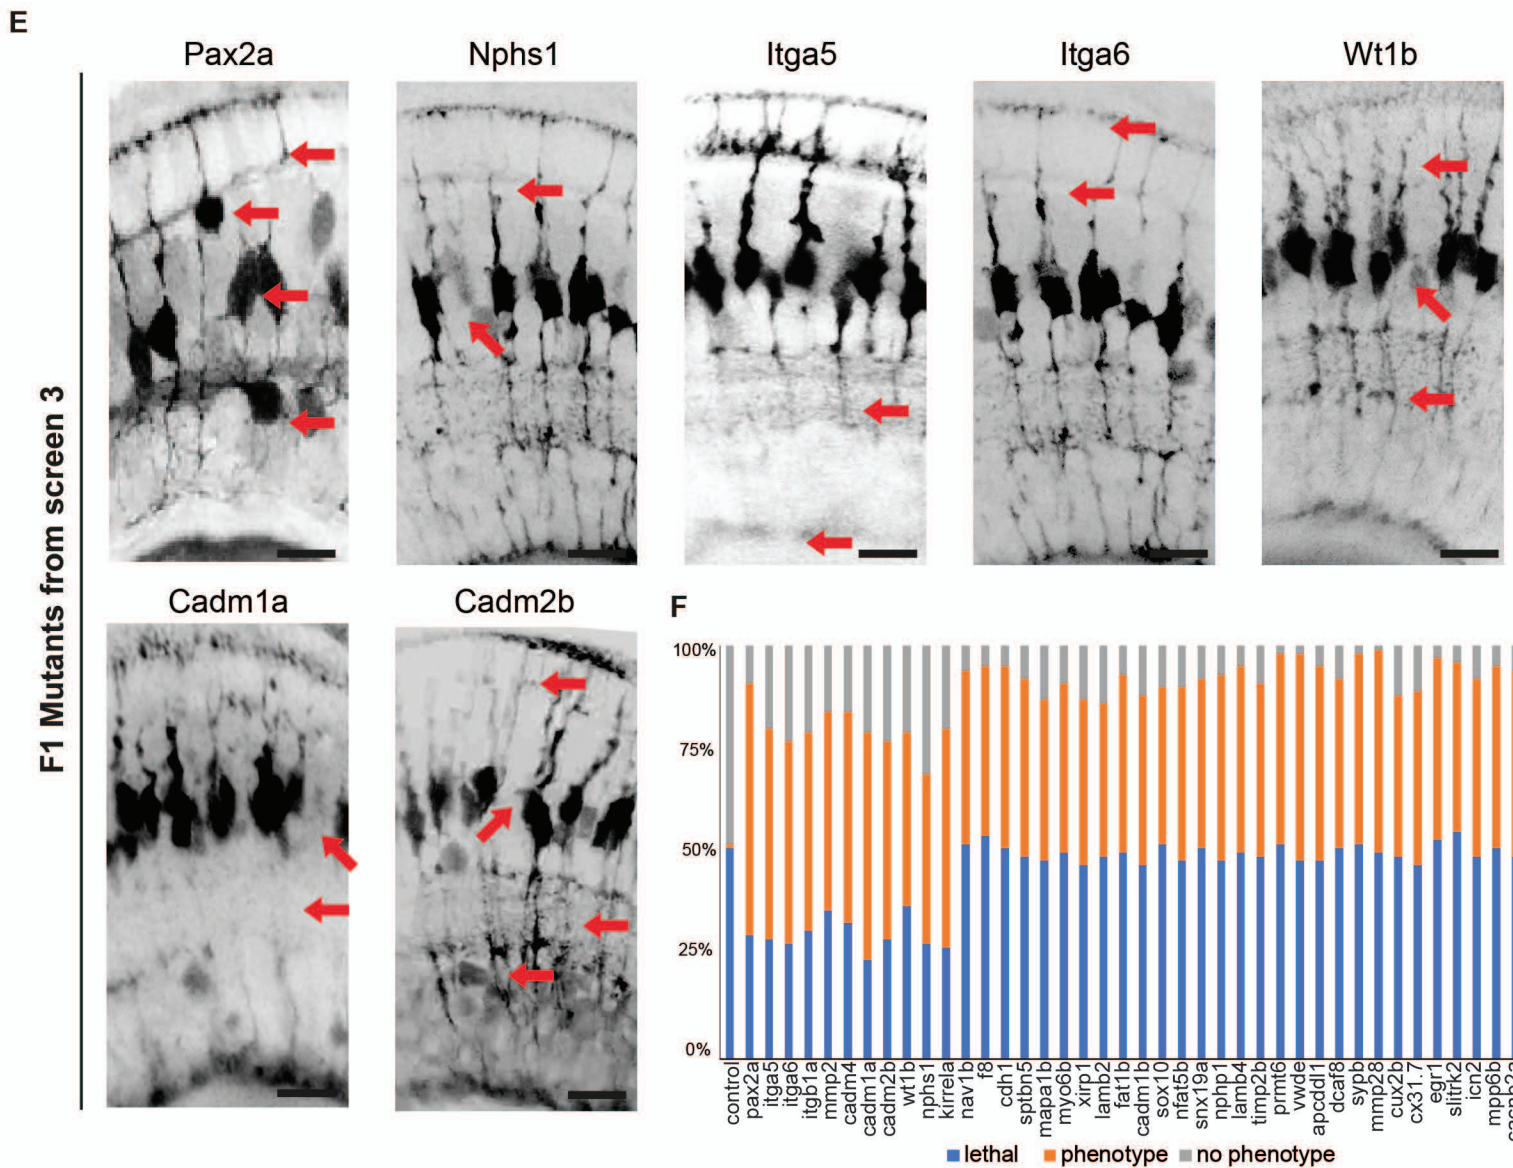 E
Pax2a
Nphs1
Itga5
Itga6
Wt1b
F1 Mutants from screen 3
Cadm1a
Cadm2b
F
100%
75%
50%
25%
0%
control
pax2a
itga5
itga6
itgb1a
mmp2
cadm4
cadm1a
cadm2b
wt1b
nphs1
kirrela
nav1b
f8
cdh1
sptbn5
mapa1b
myo6b
xirp1
lamb2
fat1b
cadm1b
sox10
nfat5b
snx19a
nphp1
lamb4
timp2b
prmt6
vwde
apcddl1
dcaf8
sypb
mmp28
cux2b
cx31.7
egr1
slitrk2
icn2
mpp6b
lethal
phenotype
no phenotype